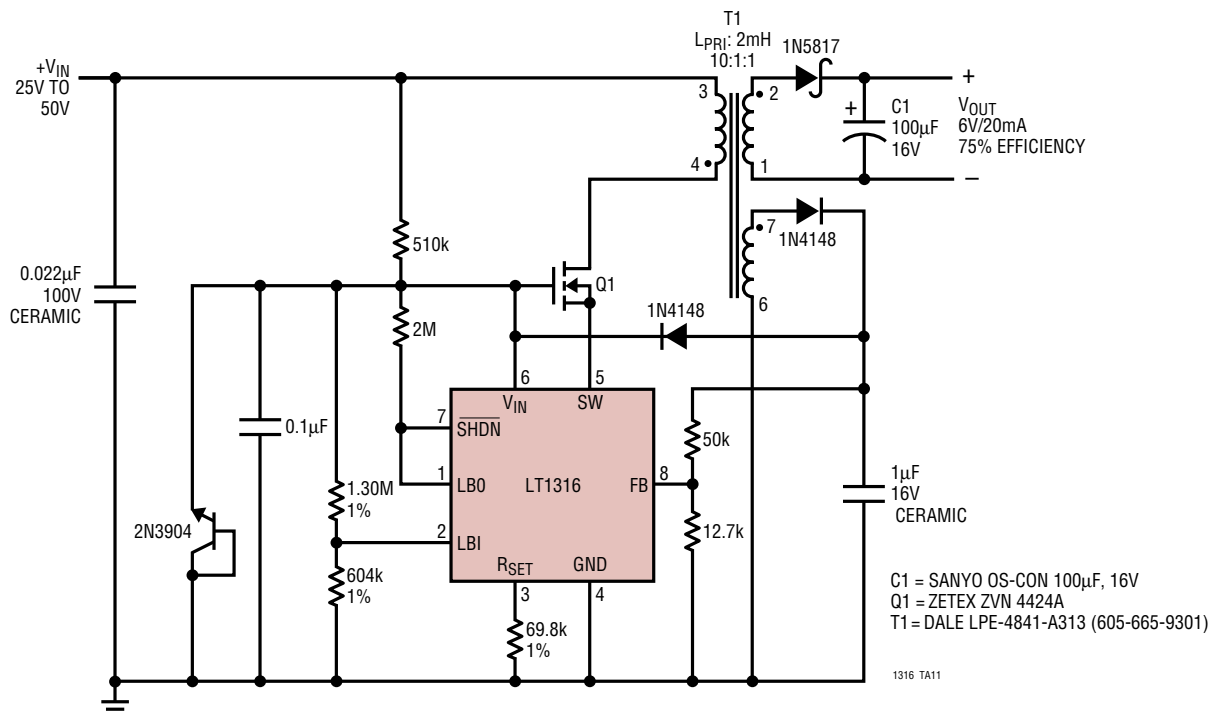 T1
LPRI: 2mH
10:1:1
1N5817
+VIN
25V TO
50V
3
4
2
1
+
C1
100µF
16V
+
VOUT
6V/20mA
75% EFFICIENCY
–
7
1N4148
6
510k
0.022µF
100V
CERAMIC
Q1
2M
1N4148
6
5
VIN
SW
7
SHDN
0.1µF
50k
1
LBO
LT1316
FB
8
1.30M
1%
1µF
16V
CERAMIC
2N3904
2
LBI
12.7k
604k
1%
RSET
GND
3
4
69.8k
1%
C1 = SANYO OS-CON 100µF, 16V
Q1 = ZETEX ZVN 4424A
T1 = DALE LPE-4841-A313 (605-665-9301)
1316 TA11